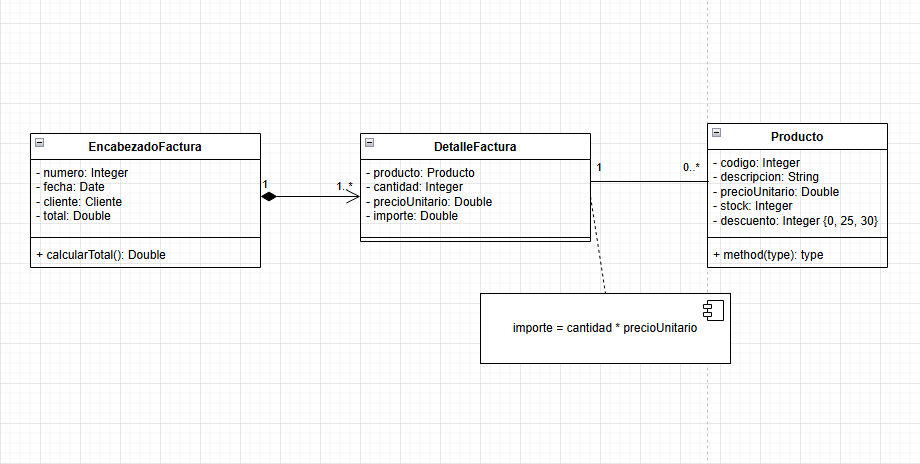 EncabezadoFactura
- numero: Integer
- fecha: Date
- cliente: Cliente
- total: Double
+ calcularTotal(): Double
1
1..*
DetalleFactura
- producto: Producto
- cantidad: Integer
- precioUnitario: Double
- importe: Double
1
0..*
Producto
- codigo: Integer
- descripcion: String
- precioUnitario: Double
- stock: Integer
- descuento: Integer {0, 25, 30}
+ method(type): type
importe = cantidad * precioUnitario